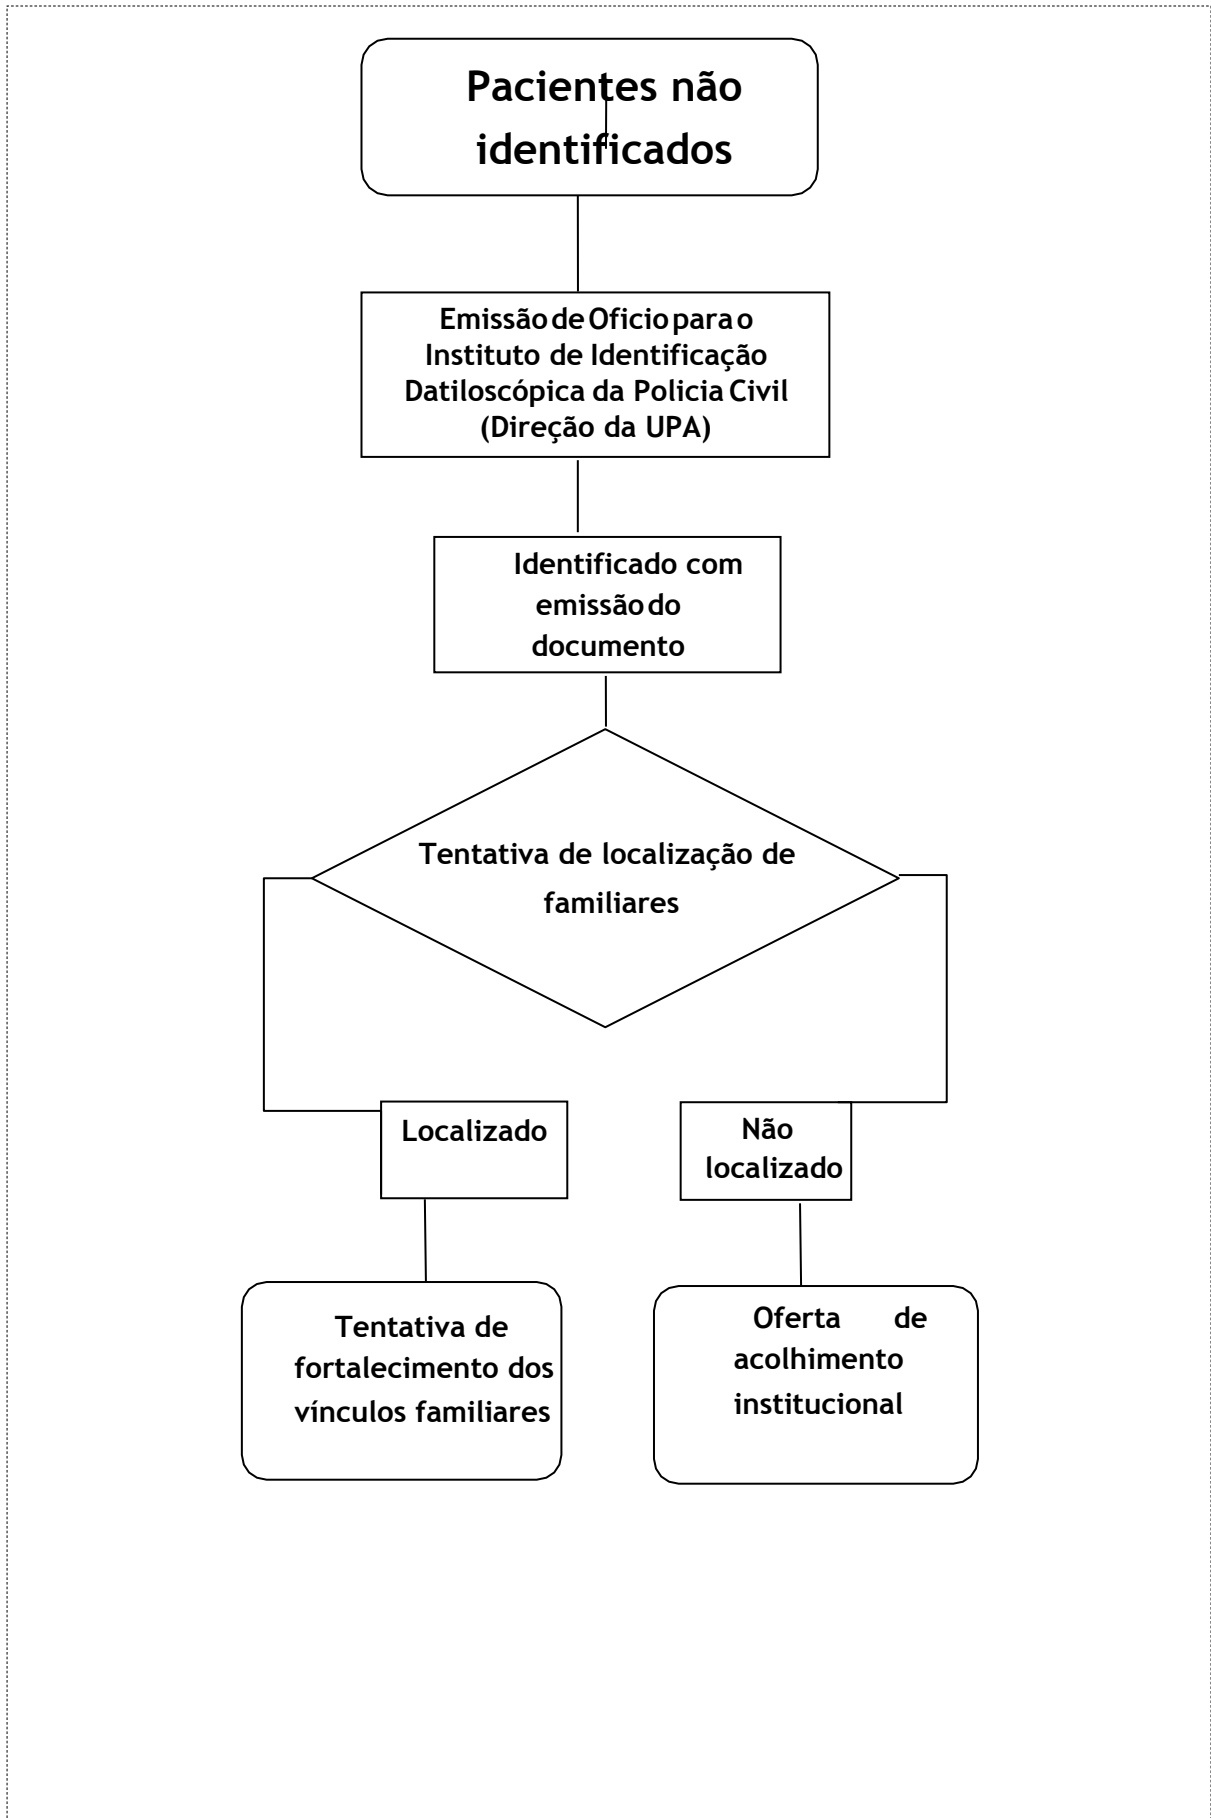 Pacientes não
identificados
Emissão de Oficio para o
Instituto de Identificação
Datiloscópica da Policia Civil
(Direção da UPA)
Identificado com
emissão do
documento
Tentativa de localização de
familiares
Localizado
Não
localizado
Tentativa de
fortalecimento dos
vínculos familiares
Oferta de
acolhimento
institucional